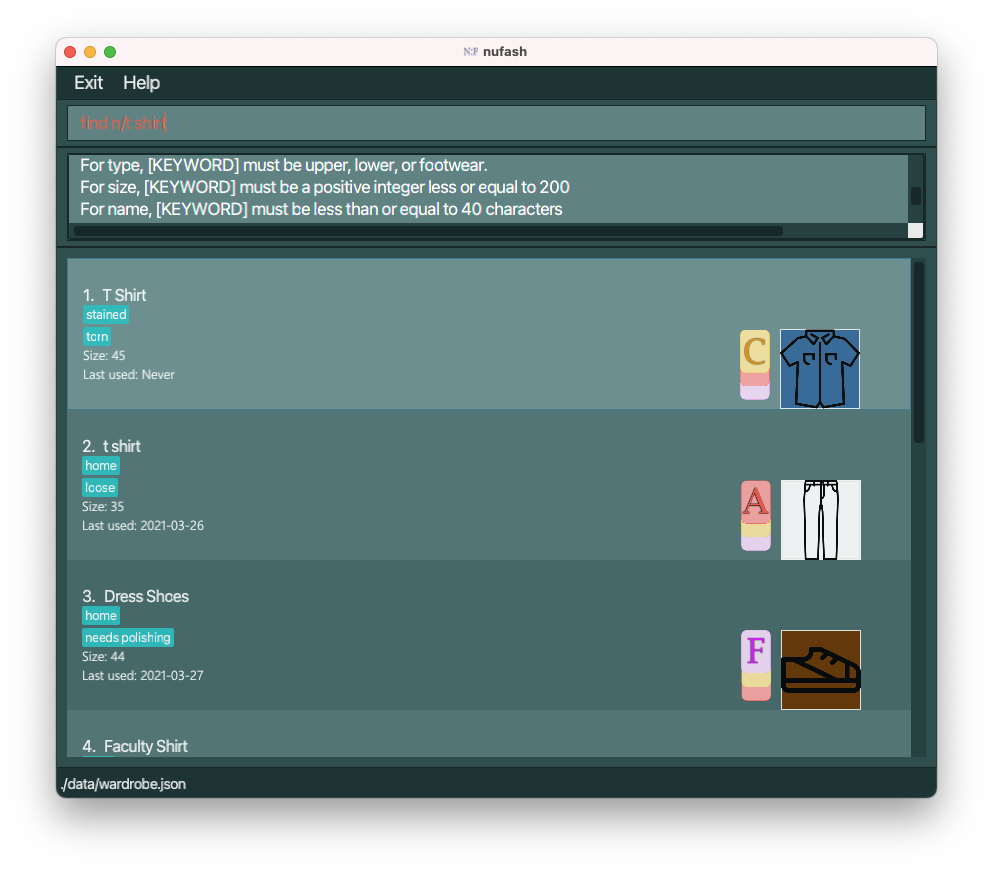 N:F nufash
Exit Help
find n/t shirt
For type, [KEYWORD] must be upper, lower, or footwear.
For size, [KEYWORD] must be a positive integer less or equal to 200
For name, [KEYWORD] must be less than or equal to 40 characters
1. T Shirt
stained
torn
Size: 45
Last used: Never
C
2. t shirt
home
loose
Size: 35
Last used: 2021-03-26
A
3. Dress Shoes
home
needs polishing
Size: 44
Last used: 2021-03-27
F
4. Faculty Shirt
./data/wardrobe.json